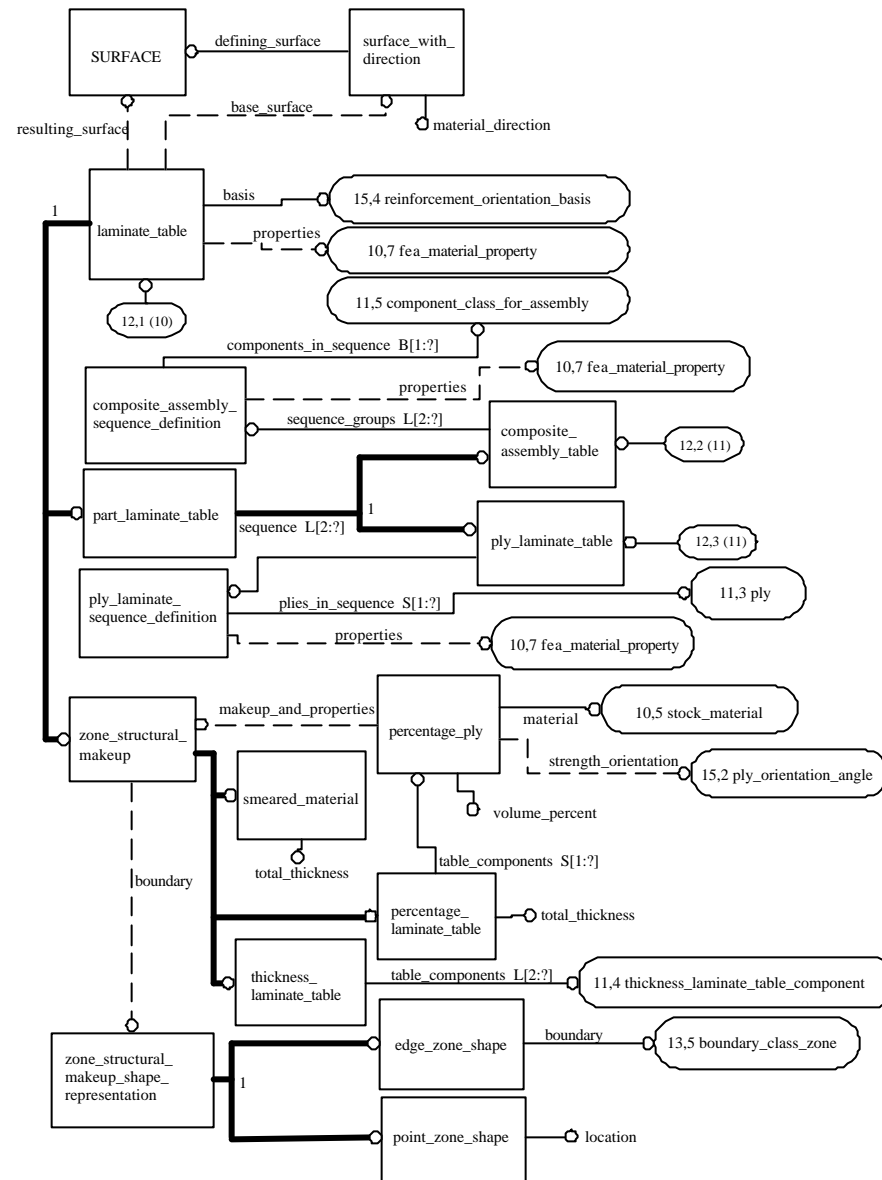 SURFACE
defining_surface
surface_with_
direction
base_surface
resulting_surface
material_direction
1
laminate_table
basis
15,4 reinforcement_orientation_basis
properties
10,7 fea_material_property
12,1 (10)
11,5 component_class_for_assembly
components_in_sequence B[1:?]
composite_assembly_
sequence_definition
properties
10,7 fea_material_property
sequence_groups L[2:?]
composite_
assembly_table
12,2 (11)
part_laminate_table
sequence L[2:?]
1
ply_laminate_table
12,3 (11)
ply_laminate_
sequence_definition
plies_in_sequence S[1:?]
11,3 ply
properties
10,7 fea_material_property
zone_structural_
makeup
makeup_and_properties
percentage_ply
material
10,5 stock_material
strength_orientation
15,2 ply_orientation_angle
smeared_material
volume_percent
total_thickness
table_components S[1:?]
boundary
percentage_
laminate_table
total_thickness
thickness_
laminate_table
table_components L[2:?]
11,4 thickness_laminate_table_component
zone_structural_
makeup_shape_
representation
1
edge_zone_shape
boundary
13,5 boundary_class_zone
point_zone_shape
location